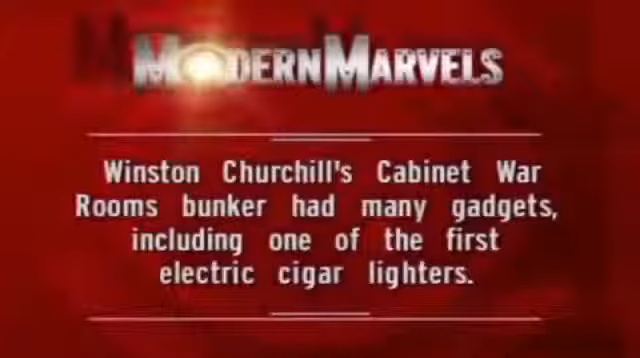 MODERN MARVELS
Winston Churchill's Cabinet War
Rooms bunker had many gadgets,
including one of the first
electric cigar lighters.